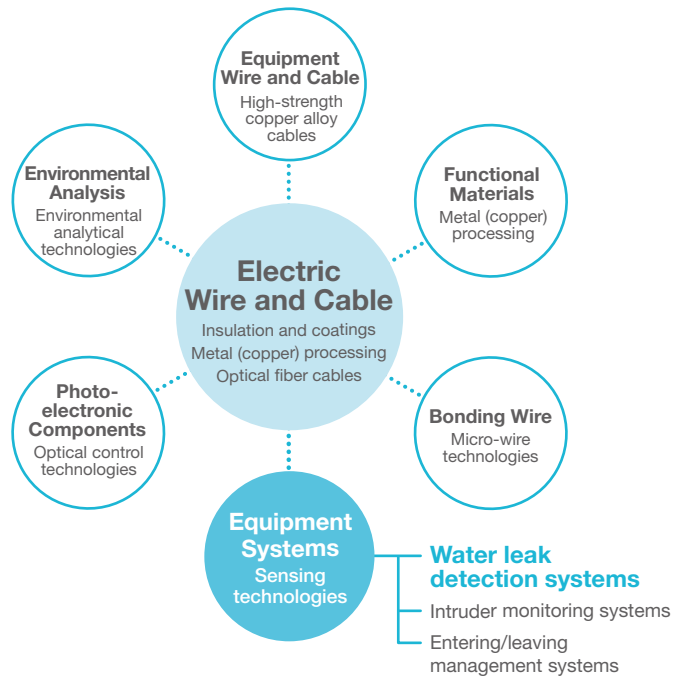 Equipment
Wire and Cable
High-strength
copper alloy
cables
Environmental
Analysis
Environmental
analytical
technologies
Functional
Materials
Metal (copper)
processing
Electric
Wire and Cable
Insulation and coatings
Metal (copper) processing
Optical fiber cables
Photo-
electronic
Components
Optical control
technologies
Bonding Wire
Micro-wire
technologies
Equipment
Systems
Sensing
technologies
Water leak
detection systems
Intruder monitoring systems
Entering/leaving
management systems